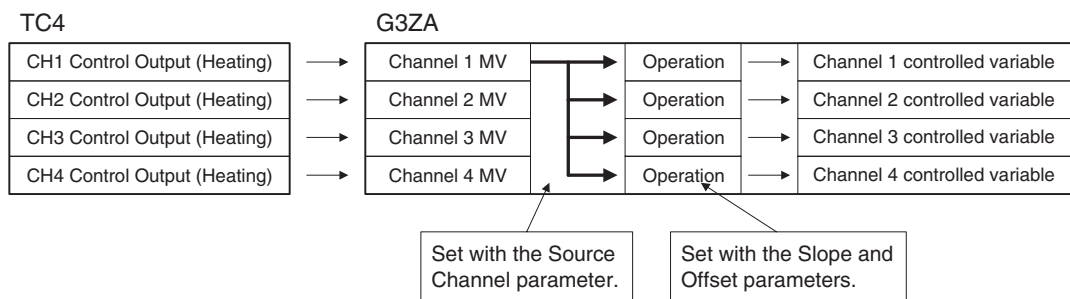 TC4 G3ZA
CH1 Control Output (Heating) Channel 1 MV Operation Channel 1 controlled variable
CH2 Control Output (Heating) Channel 2 MV Operation Channel 2 controlled variable
CH3 Control Output (Heating) Channel 3 MV Operation Channel 3 controlled variable
CH4 Control Output (Heating) Channel 4 MV Operation Channel 4 controlled variable
Set with the Source
Channel parameter.
Set with the Slope and
Offset parameters.